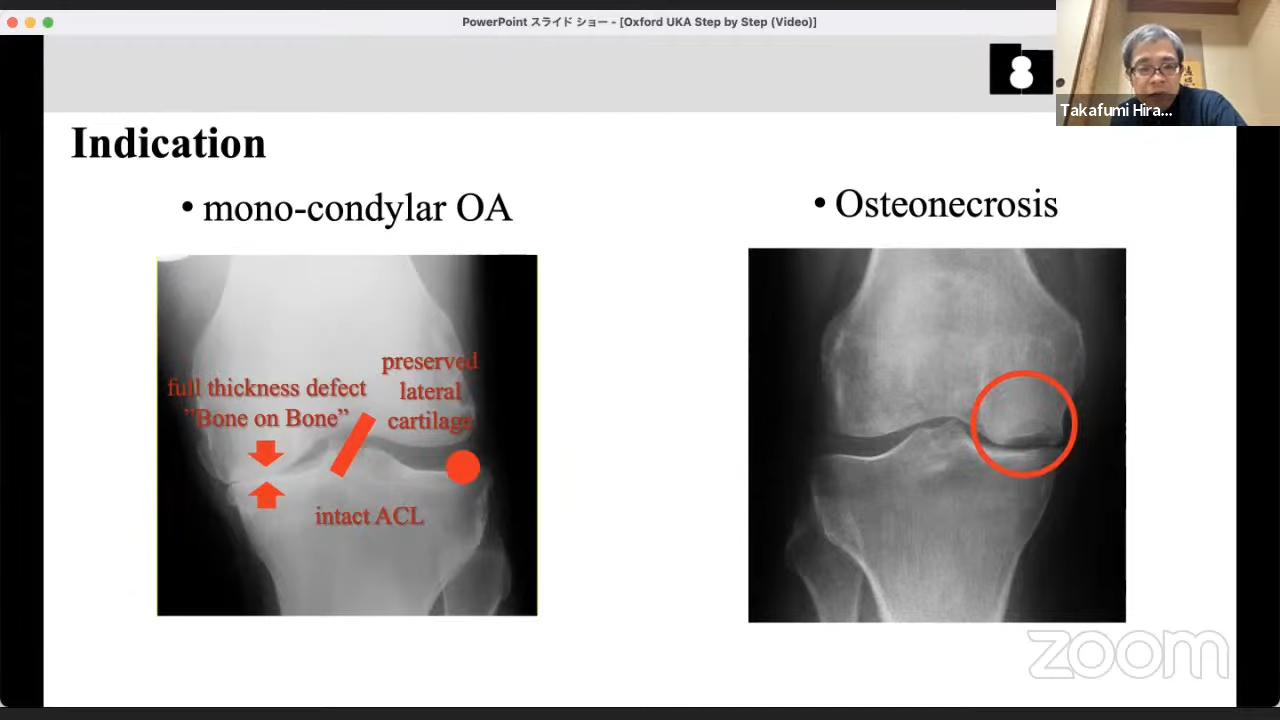 PowerPoint スライド ショー - [Oxford UKA Step by Step (Video)]
Takafumi Hira...
Indication
• mono-condylar OA
• Osteonecrosis
preserved
lateral
cartilage
full thickness defect
"Bone on Bone"
intact ACL
zoom